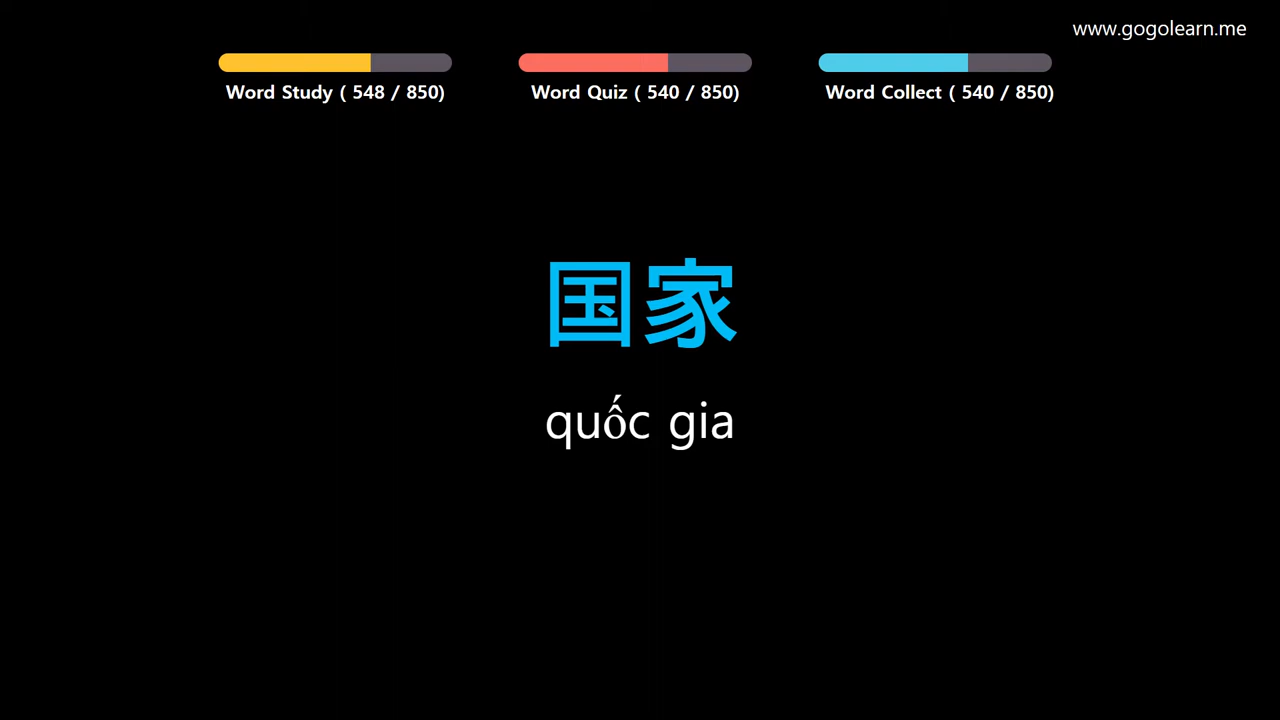 www.gogolearn.me
Word Study ( 548 / 850)
Word Quiz ( 540 / 850)
Word Collect ( 540 / 850)
国家
quốc gia